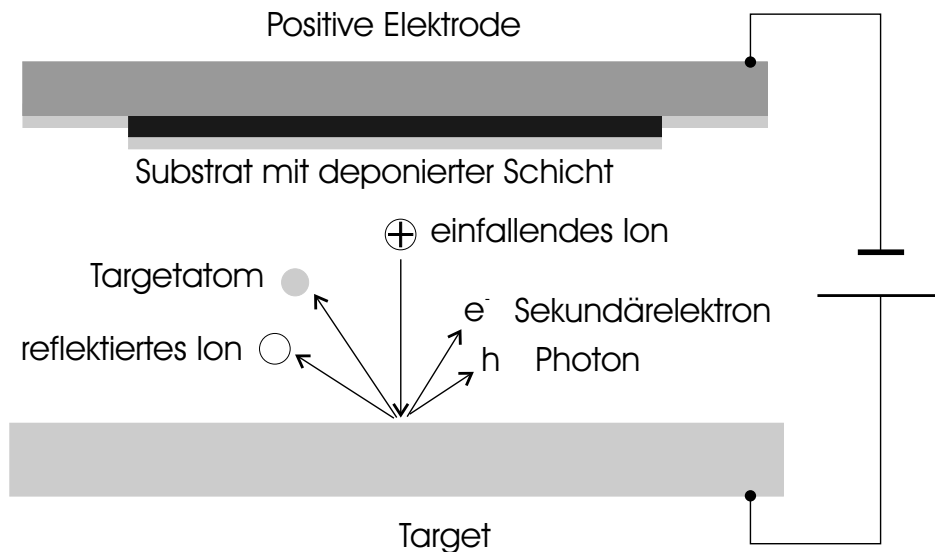 Positive Elektrode
Substrat mit deponierter Schicht
einfallendes Ion
Targetatom
e⁻ Sekundärelektron
reflektiertes Ion
h Photon
Target